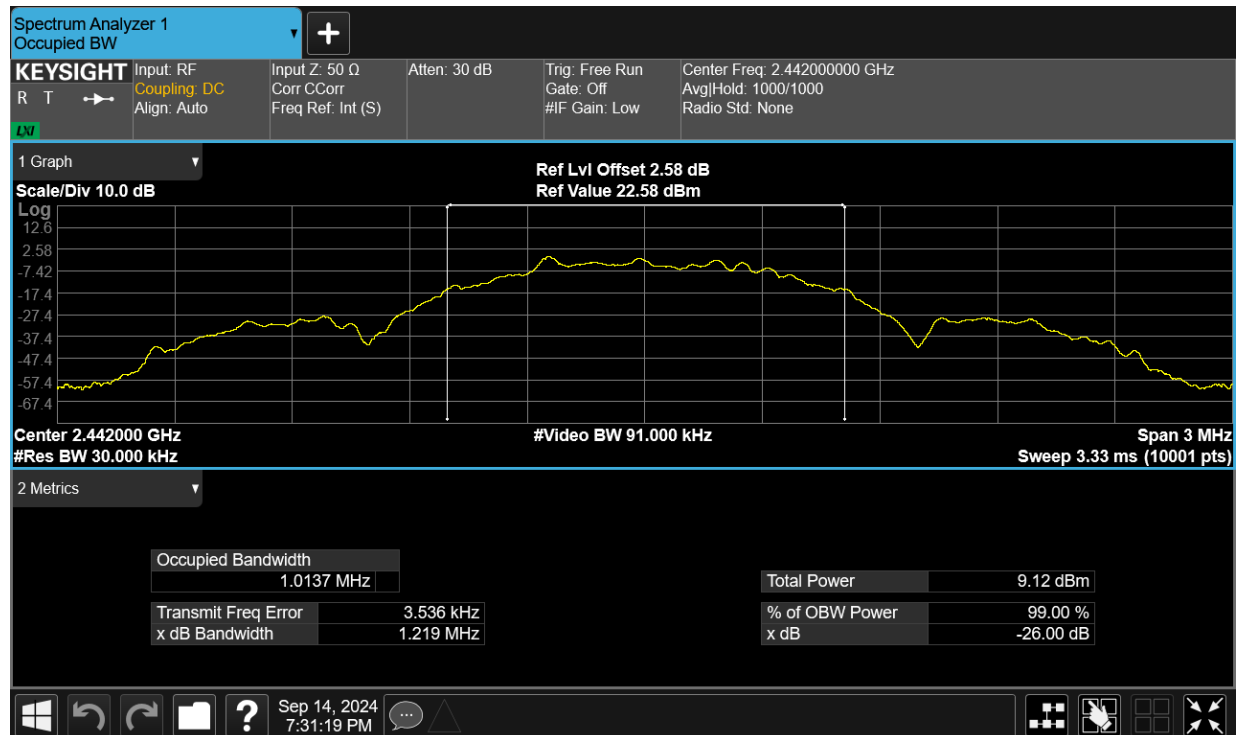 Spectrum Analyzer 1
Occupied BW
KEYSIGHT
R T
LXI
Input: RF
Coupling: DC
Align: Auto
Input Z: 50 Ω
Corr CCorr
Freq Ref: Int (S)
Atten: 30 dB
Trig: Free Run
Gate: Off
#IF Gain: Low
Center Freq: 2.442000000 GHz
Avg|Hold: 1000/1000
Radio Std: None
1 Graph
Scale/Div 10.0 dB
Ref Lvl Offset 2.58 dB
Ref Value 22.58 dBm
Log
12.6
2.58
-7.42
-17.4
-27.4
-37.4
-47.4
-57.4
-67.4
Center 2.442000 GHz
#Video BW 91.000 kHz
Span 3 MHz
#Res BW 30.000 kHz
Sweep 3.33 ms (10001 pts)
2 Metrics
Occupied Bandwidth
1.0137 MHz
Transmit Freq Error 3.536 kHz
x dB Bandwidth 1.219 MHz
Total Power 9.12 dBm
% of OBW Power 99.00 %
x dB -26.00 dB
?
Sep 14, 2024
7:31:19 PM